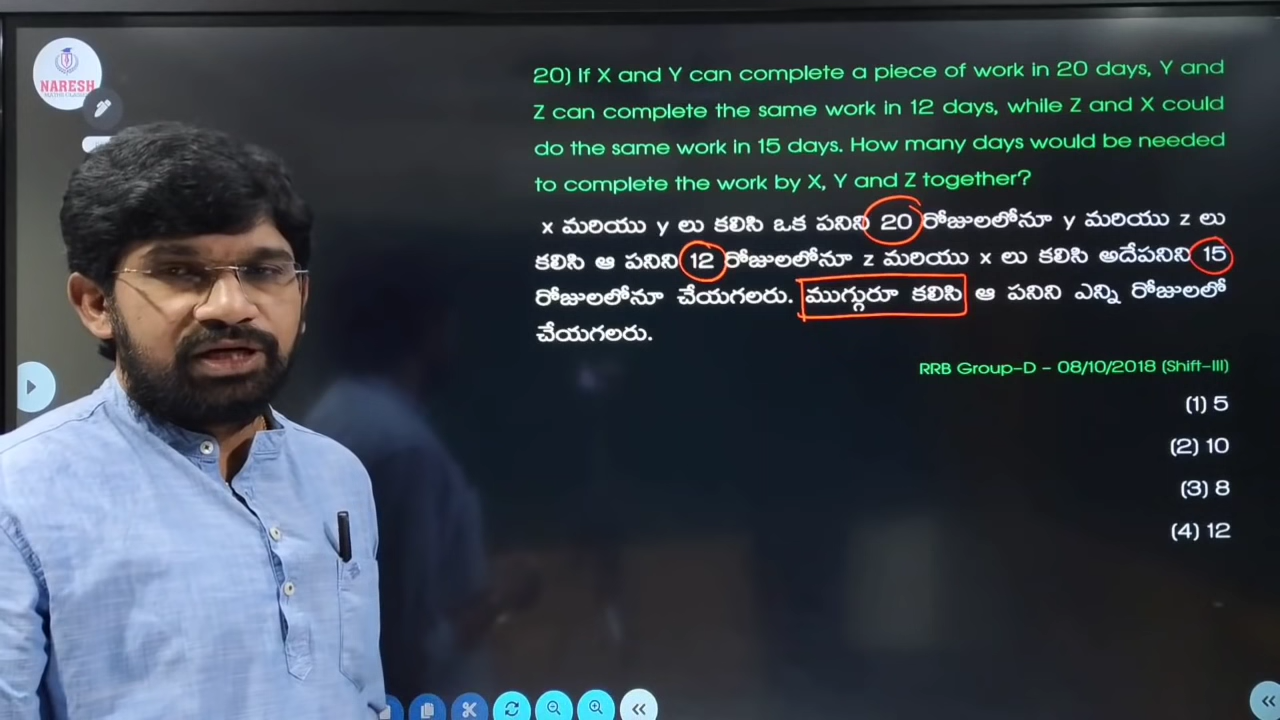 NARESH
20) If X and Y can complete a piece of work in 20 days, Y and
Z can complete the same work in 12 days, while Z and X could
do the same work in 15 days. How many days would be needed
to complete the work by X, Y and Z together?
x మరియు y లు కలిసి ఒక పనిని 20 రోజులలోనూ y మరియు z లు
కలిసి ఆ పనిని 12 రోజులలోనూ z మరియు x లు కలిసి అదేపనిని 15
రోజులలోనూ చేయగలరు. ముగ్గురూ కలిసి ఆ పనిని ఎన్ని రోజులలో
చేయగలరు.
RRB Group-D - 08/10/2018 (Shift-III)
(1) 5
(2) 10
(3) 8
(4) 12